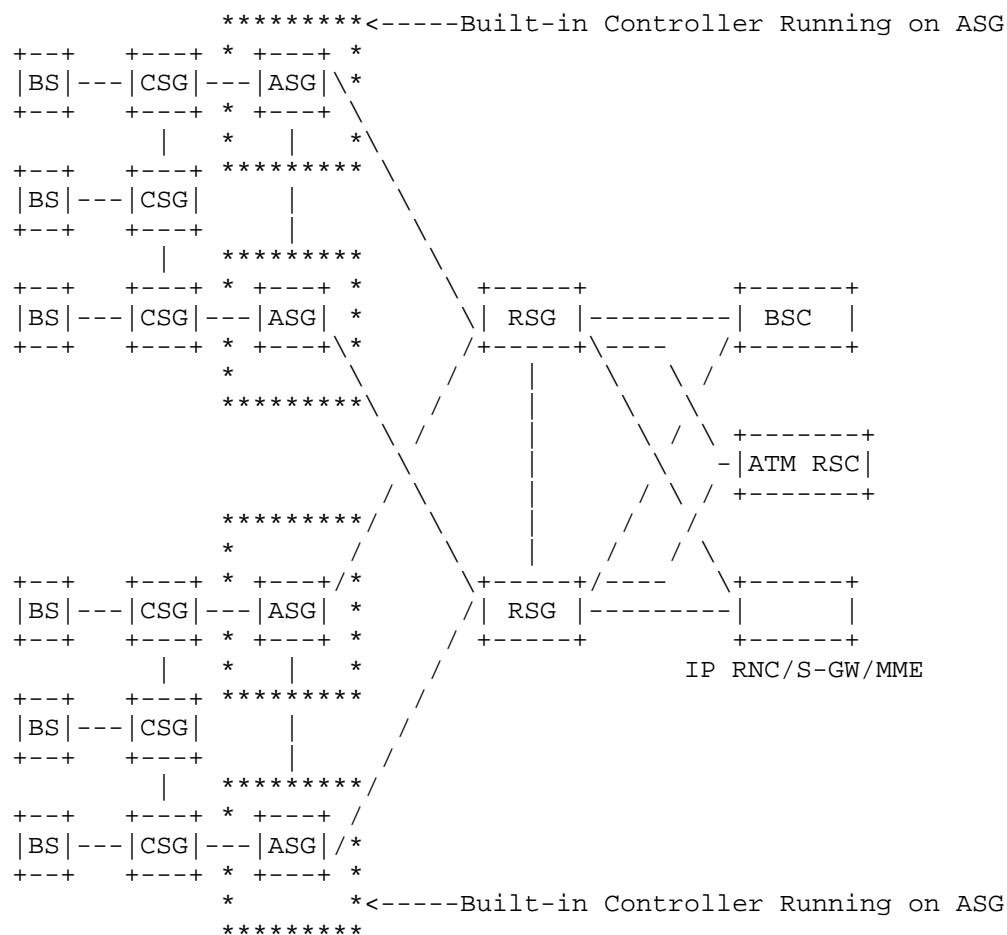 Built-in Controller Running on ASG
BS CSG ASG
BS CSG
BS CSG ASG RSG BSC
ATM RSC
BS CSG ASG RSG
IP RNC/S-GW/MME
BS CSG
BS CSG ASG
Built-in Controller Running on ASG